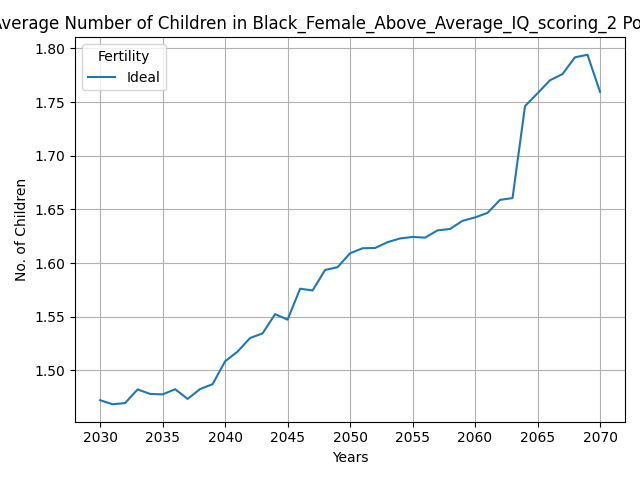 Average Number of Children in Black_Female_Above_Average_IQ_scoring_2 Po
Fertility
Ideal
1.80
1.75
1.70
1.65
1.60
1.55
1.50
No. of Children
2030 2035 2040 2045 2050 2055 2060 2065 2070
Years